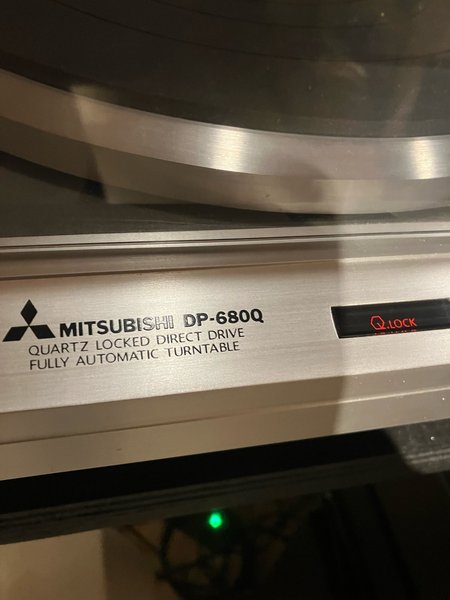 MITSUBISHI DP-680Q
QUARTZ LOCKED DIRECT DRIVE
FULLY AUTOMATIC TURNTABLE
Q.LOCK